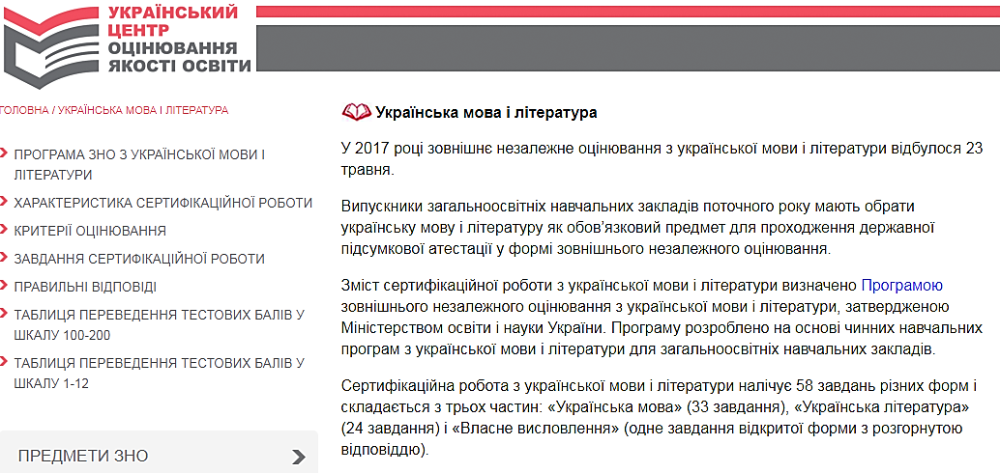 УКРАЇНСЬКИЙ
ЦЕНТР
ОЦІНЮВАННЯ
ЯКОСТІ ОСВІТИ
ГОЛОВНА / УКРАЇНСЬКА МОВА І ЛІТЕРАТУРА
ПРОГРАМА ЗНО З УКРАЇНСЬКОЇ МОВИ І
ЛІТЕРАТУРИ
ХАРАКТЕРИСТИКА СЕРТИФІКАЦІЙНОЇ РОБОТИ
КРИТЕРІЇ ОЦІНЮВАННЯ
ЗАВДАННЯ СЕРТИФІКАЦІЙНОЇ РОБОТИ
ПРАВИЛЬНІ ВІДПОВІДІ
ТАБЛИЦЯ ПЕРЕВЕДЕННЯ ТЕСТОВИХ БАЛІВ У
ШКАЛУ 100-200
ТАБЛИЦЯ ПЕРЕВЕДЕННЯ ТЕСТОВИХ БАЛІВ У
ШКАЛУ 1-12
ПРЕДМЕТИ ЗНО
Українська мова і література
У 2017 році зовнішнє незалежне оцінювання з української мови і літератури відбулося 23
травня.
Випускники загальноосвітніх навчальних закладів поточного року мають обрати
українську мову і літературу як обов’язковий предмет для проходження державної
підсумкової атестації у формі зовнішнього незалежного оцінювання.
Зміст сертифікаційної роботи з української мови і літератури визначено Програмою
зовнішнього незалежного оцінювання з української мови і літератури, затвердженою
Міністерством освіти і науки України. Програму розроблено на основі чинних навчальних
програм з української мови і літератури для загальноосвітніх навчальних закладів.
Сертифікаційна робота з української мови і літератури налічує 58 завдань різних форм і
складається з трьох частин: «Українська мова» (33 завдання), «Українська література»
(24 завдання) і «Власне висловлення» (одне завдання відкритої форми з розгорнутою
відповіддю).